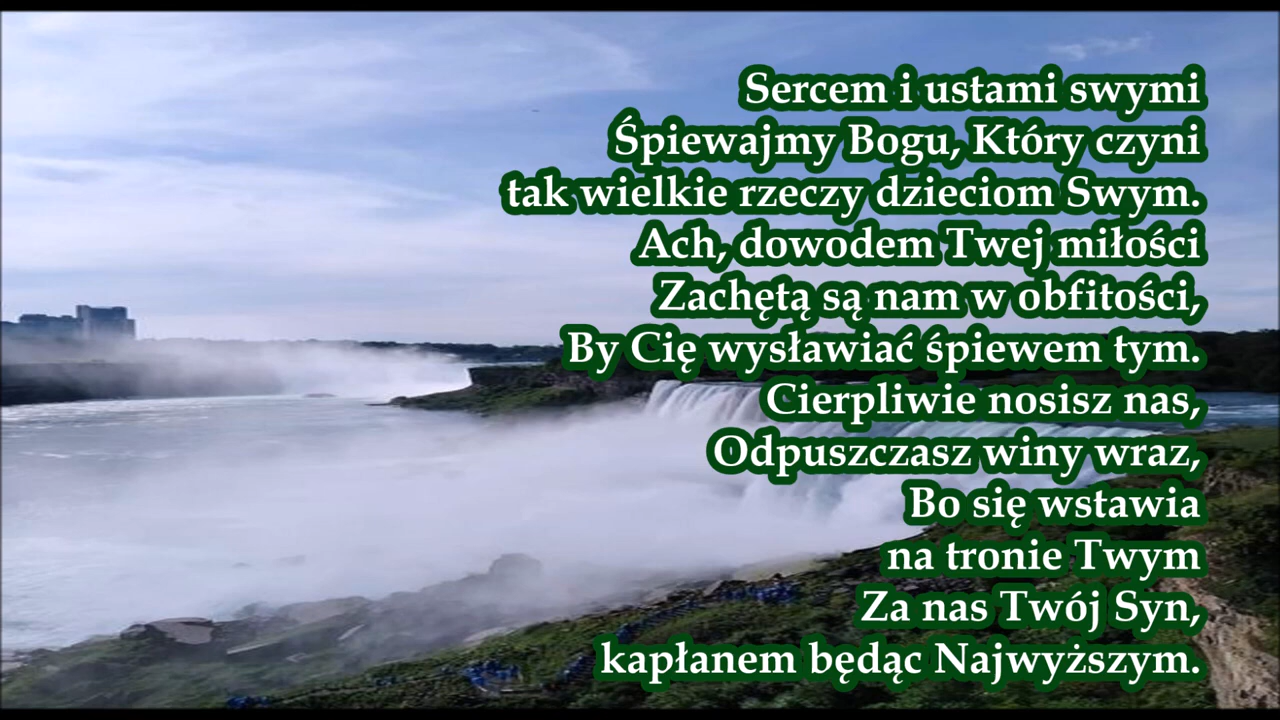 Sercem i ustami swymi
Śpiewajmy Bogu, Który czyni
tak wielkie rzeczy dzieciom Swym.
Ach, dowodem Twej miłości
Zachętą są nam w obfitości,
By Cię wysławiać śpiewem tym.
Cierpliwie nosisz nas,
Odpuszczasz winy wraz,
Bo się wstawia
na tronie Twym
Za nas Twój Syn,
kapłanem będąc Najwyższym.